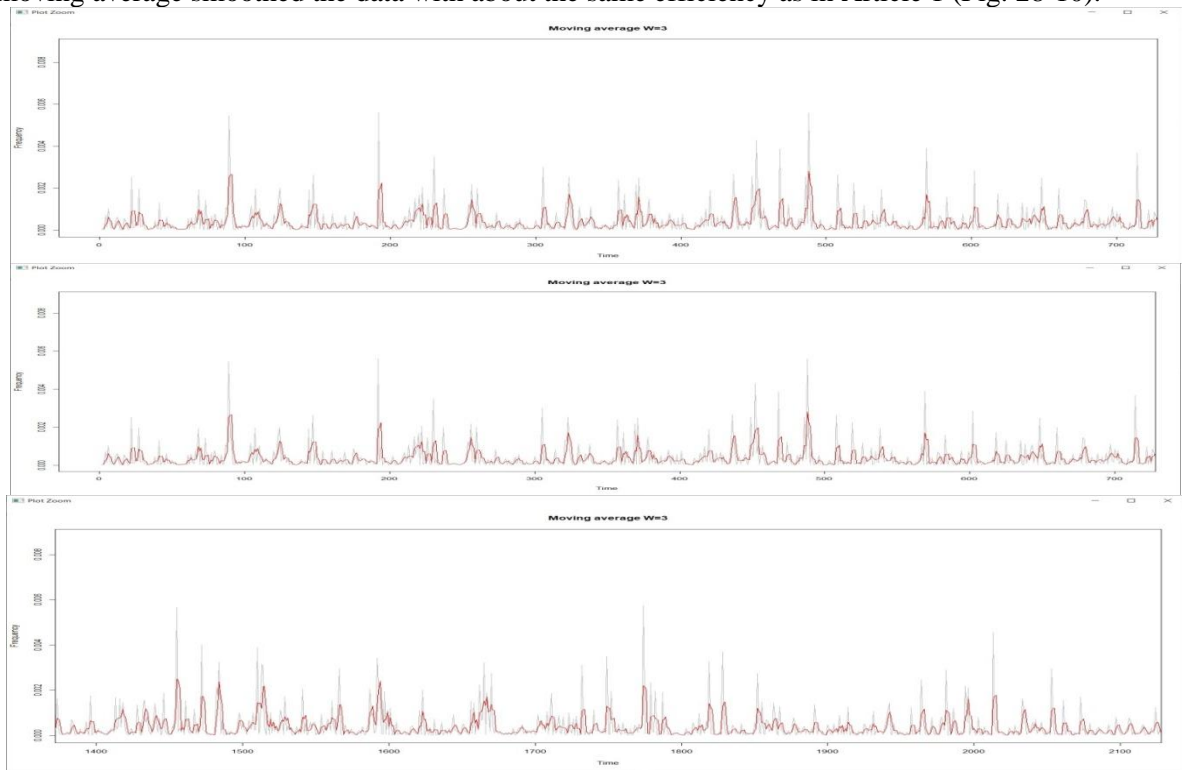 moving average smoothed the data with about the same efficiency as in Article 1 (Fig. 28-10).
Plot Zoom
Moving average W=3
Frequency
0.008
0.006
0.004
0.002
0.000
0 100 200 300 400 500 600 700
Time
Plot Zoom
Moving average W=3
Frequency
0.008
0.006
0.004
0.002
0.000
0 100 200 300 400 500 600 700
Time
Plot Zoom
Moving average W=3
Frequency
0.008
0.006
0.004
0.002
0.000
1400 1500 1600 1700 1800 1900 2000 2100
Time